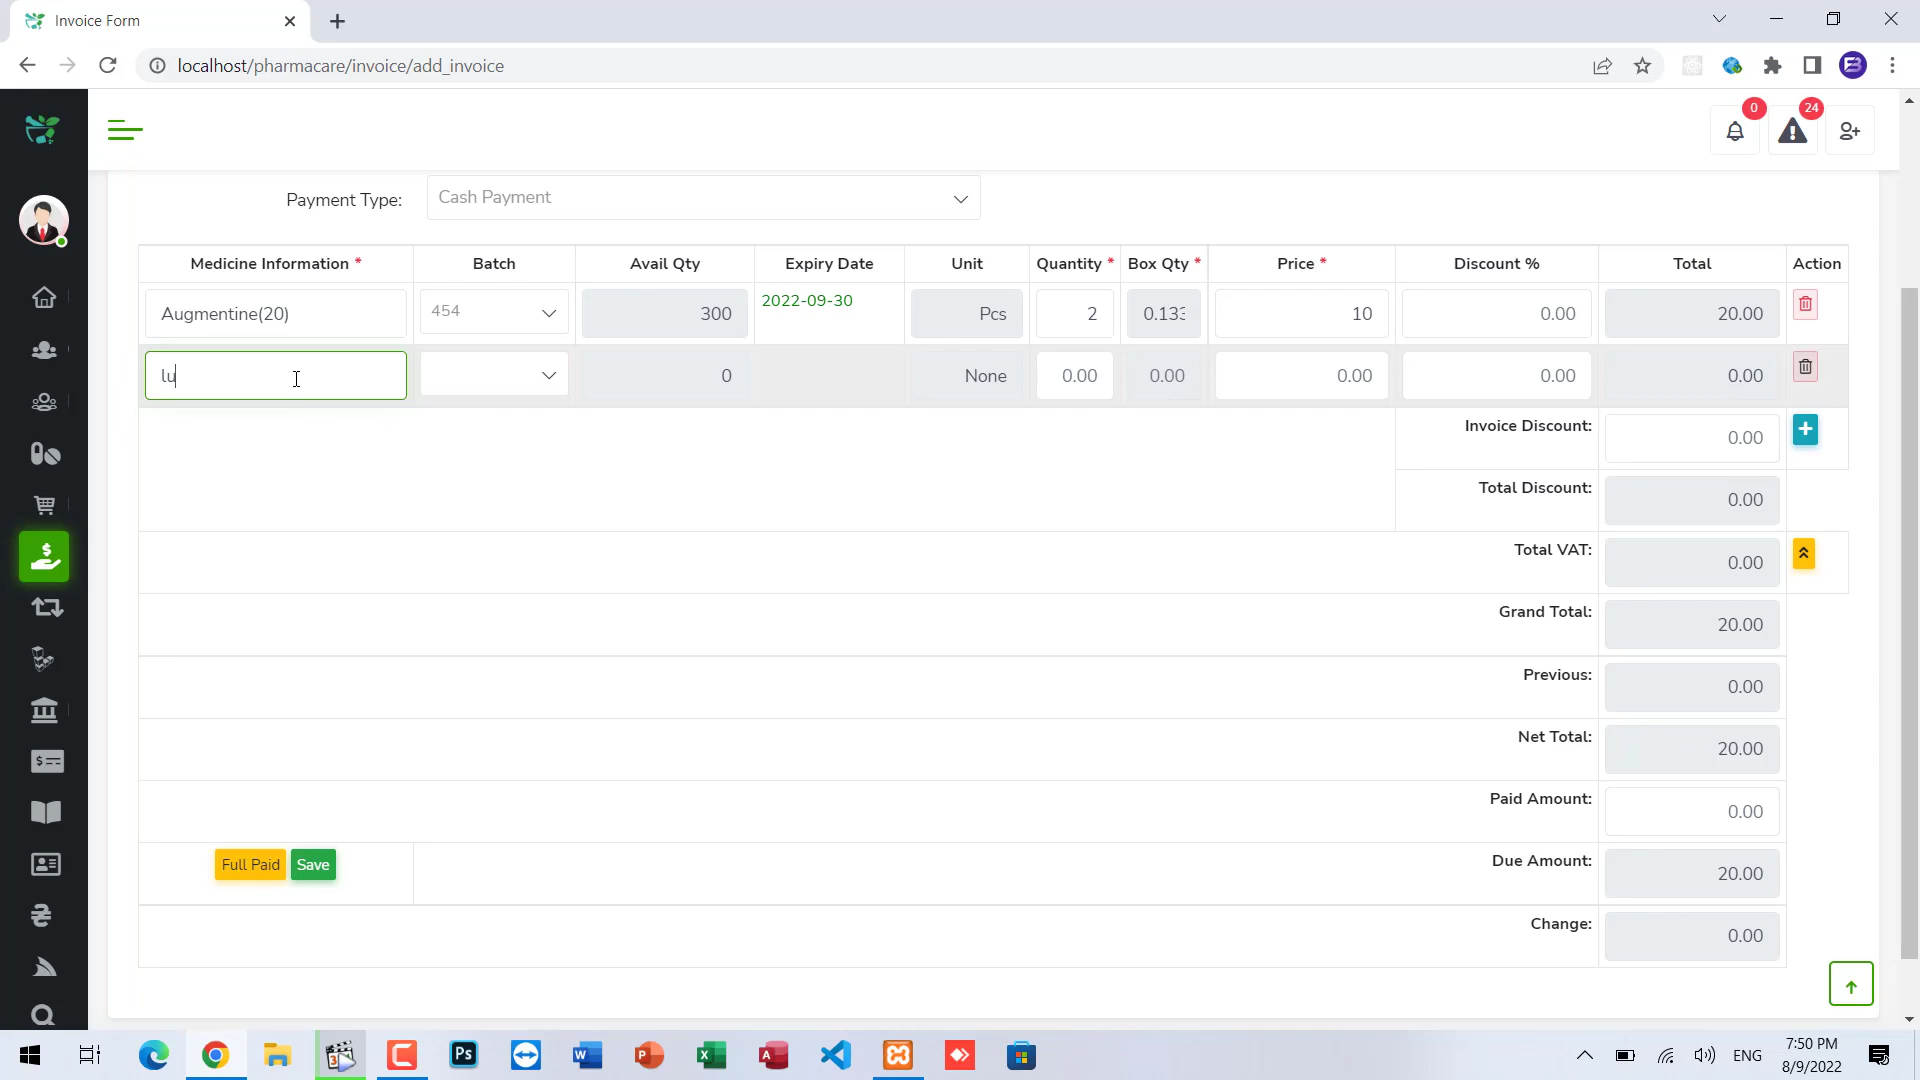 Invoice Form
localhost/pharmacare/invoice/add_invoice
0
24
Payment Type:
Cash Payment
Medicine Information * Batch Avail Qty Expiry Date Unit Quantity * Box Qty * Price * Discount % Total Action
Augmentine(20) 454 300 2022-09-30 Pcs 2 0.133 10 0.00 20.00
lu 0 None 0.00 0.00 0.00 0.00 0.00
Invoice Discount: 0.00
Total Discount: 0.00
Total VAT: 0.00
Grand Total: 20.00
Previous: 0.00
Net Total: 20.00
Paid Amount: 0.00
Full Paid Save Due Amount: 20.00
Change: 0.00
ENG
7:50 PM
8/9/2022